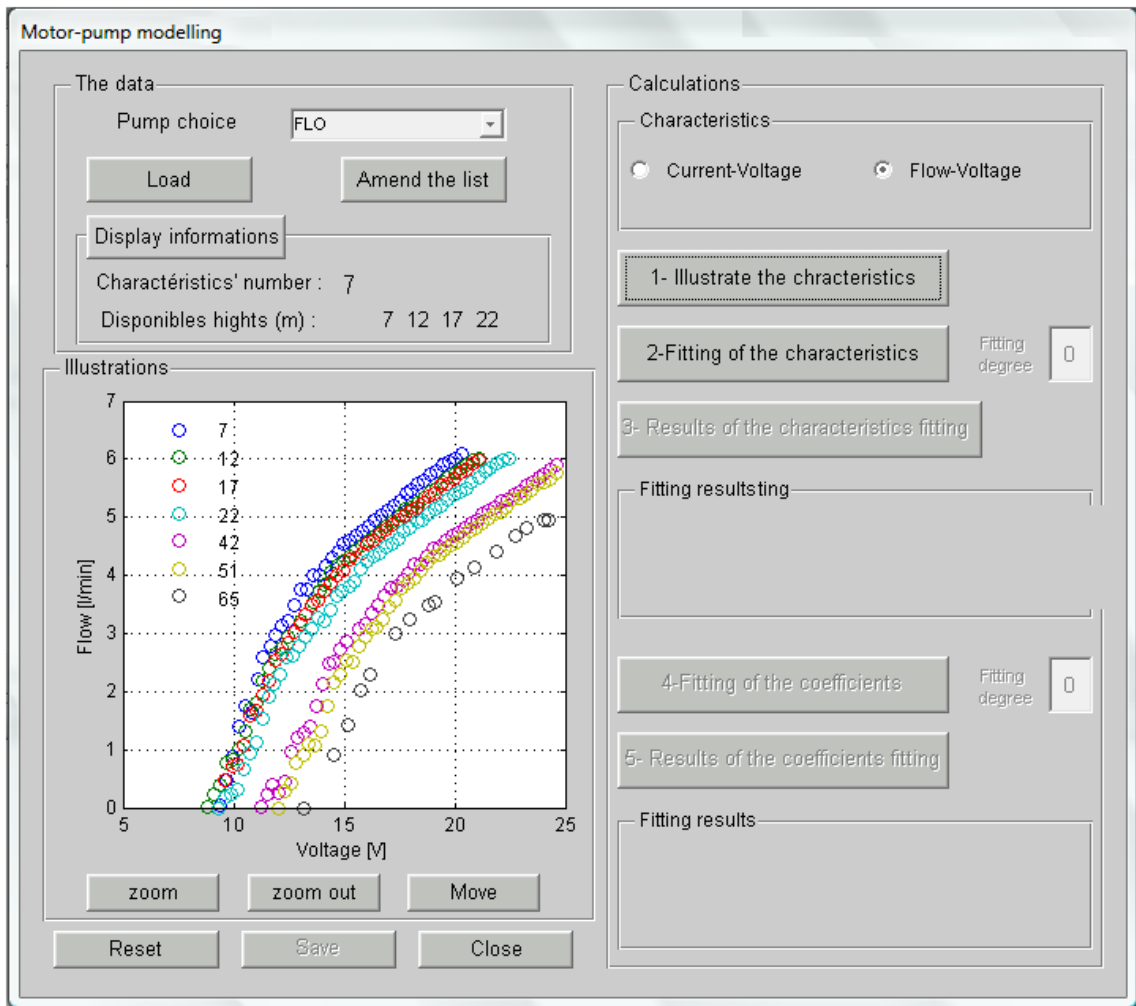 Motor-pump modelling
The data
Pump choice
FLO
Load
Amend the list
Display informations
Charactéristics' number : 7
Disponibles hights (m) : 7 12 17 22
Illustrations
7
6
5
4
3
2
1
0
Flow [l/min]
7
12
17
22
42
51
65
5 10 15 20 25
Voltage [V]
zoom
zoom out
Move
Reset
Save
Close
Calculations
Characteristics
Current-Voltage
Flow-Voltage
1- Illustrate the chracteristics
2-Fitting of the characteristics
Fitting
degree
0
3- Results of the characteristics fitting
Fitting resultsting
4-Fitting of the coefficients
Fitting
degree
0
5- Results of the coefficients fitting
Fitting results